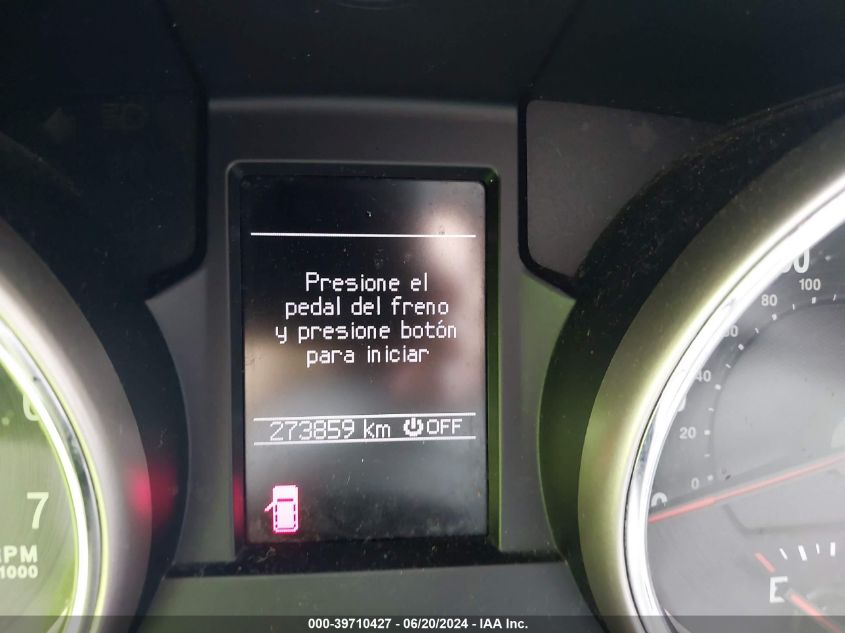 Presione el
pedal del freno
y presione botón
para iniciar
273859 km OFF
7
RPM
1000
100
80
40
20
0
0
E
000-39710427 - 06/20/2024 - IAA Inc.